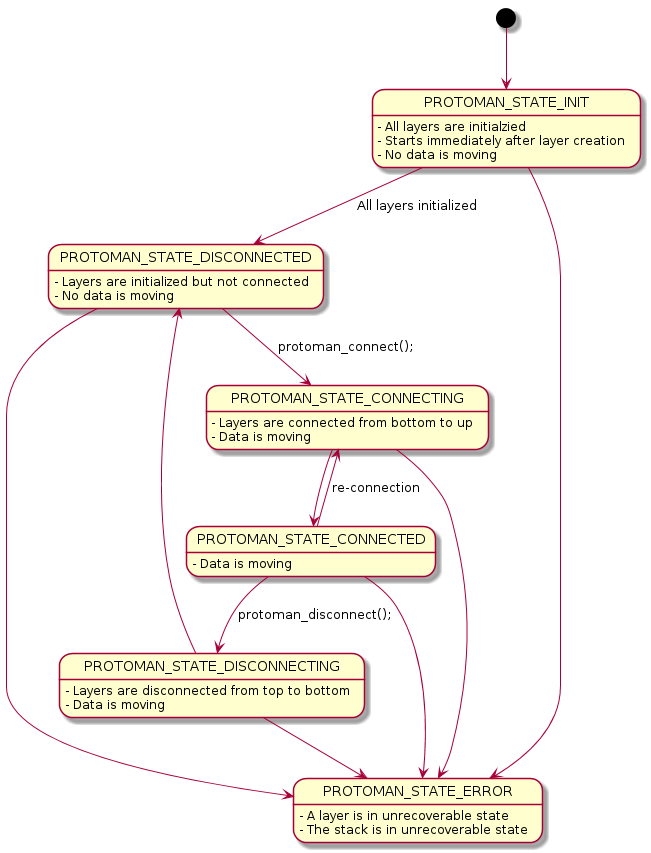 PROTOMAN_STATE_INIT
- All layers are initialzied
- Starts immediately after layer creation
- No data is moving
All layers initialized
PROTOMAN_STATE_DISCONNECTED
- Layers are initialized but not connected
- No data is moving
protoman_connect();
PROTOMAN_STATE_CONNECTING
- Layers are connected from bottom to up
- Data is moving
re-connection
PROTOMAN_STATE_CONNECTED
- Data is moving
protoman_disconnect();
PROTOMAN_STATE_DISCONNECTING
- Layers are disconnected from top to bottom
- Data is moving
PROTOMAN_STATE_ERROR
- A layer is in unrecoverable state
- The stack is in unrecoverable state